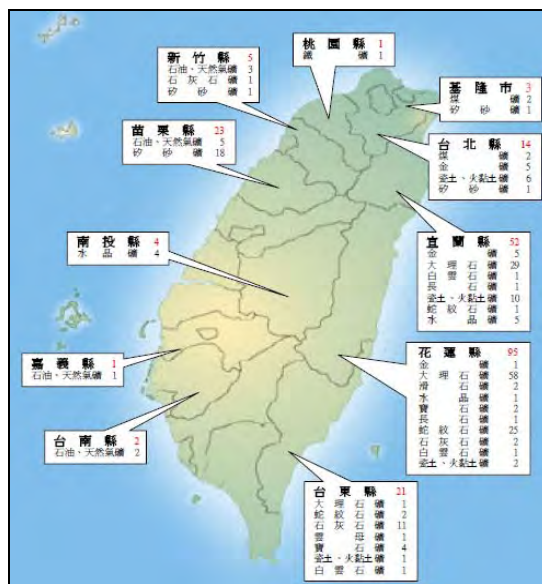 桃園縣 1
鐵礦 1
新竹縣 5
石油、天然氣礦 3
石灰石礦 1
矽砂礦 1
基隆市 3
煤礦 2
矽砂礦 1
苗栗縣 23
石油、天然氣礦 5
矽砂礦 18
台北縣 14
煤礦 2
金礦 5
瓷土、火黏土礦 6
矽砂礦 1
南投縣 4
水晶礦 4
宜蘭縣 52
金礦 5
大理石礦 29
白雲石礦 1
長石礦 1
瓷土、火黏土礦 10
蛇紋石礦 1
水晶礦 5
嘉義縣 1
石油、天然氣礦 1
花蓮縣 95
金礦 1
大理石礦 58
滑石礦 2
水晶礦 1
寶石礦 2
長石礦 1
蛇紋石礦 25
石灰石礦 2
白雲石礦 1
瓷土、火黏土礦 2
台南縣 2
石油、天然氣礦 2
台東縣 21
大理石礦 1
蛇紋石礦 2
石灰石礦 11
雲母礦 1
寶石礦 4
瓷土、火黏土礦 1
白雲石礦 1